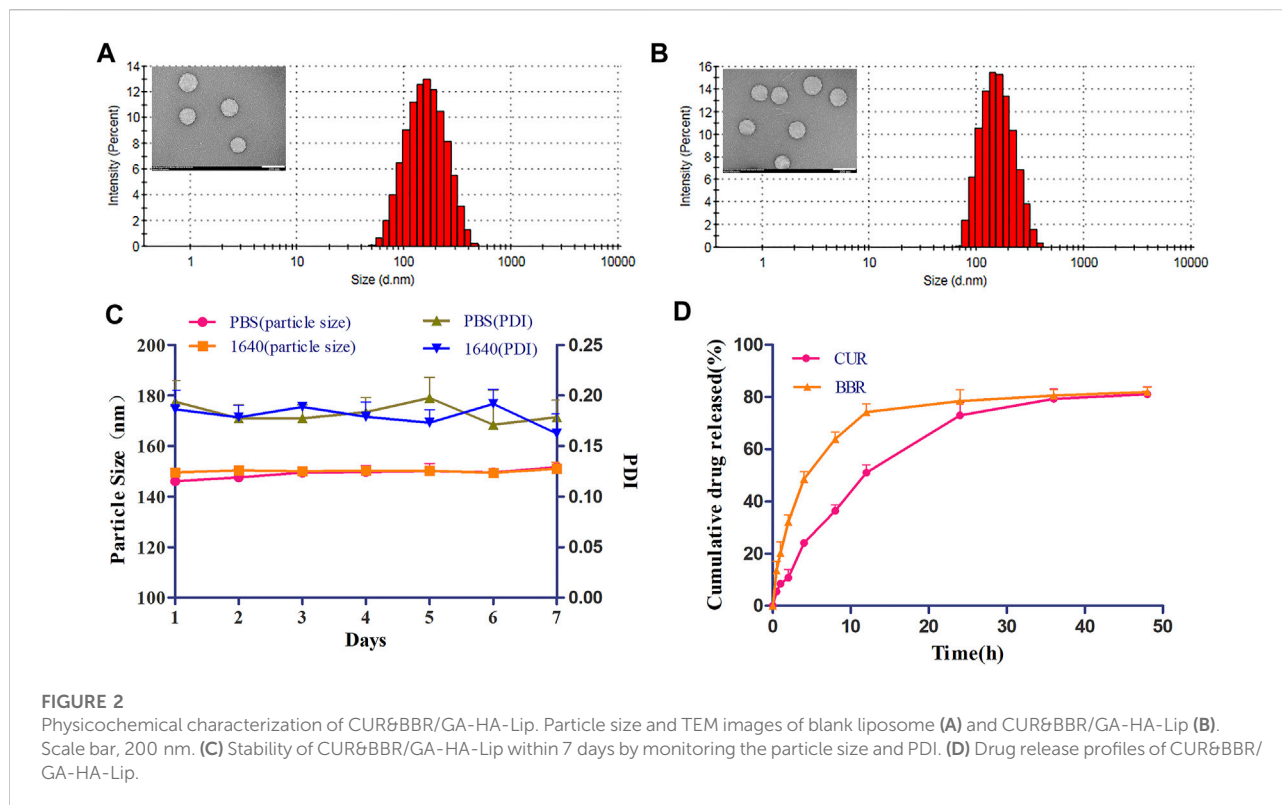 A
Intensity (Percent)
14
12
10
8
6
4
2
0
1
10
100
1000
10000
Size (d.nm)
B
Intensity (Percent)
16
14
12
10
8
6
4
2
0
1
10
100
1000
10000
Size (d.nm)
C
PBS(particle size)
1640(particle size)
PBS(PDI)
1640(PDI)
Particle Size (nm)
200
180
160
140
120
100
0.25
0.20
0.15
0.10
0.05
0.00
PDI
1 2 3 4 5 6 7
Days
D
CUR
BBR
Cumulative drug released(%)
100
80
60
40
20
0
0 10 20 30 40 50
Time(h)
FIGURE 2
Physicochemical characterization of CUR&BBR/GA-HA-Lip. Particle size and TEM images of blank liposome (A) and CUR&BBR/GA-HA-Lip (B).
Scale bar, 200 nm. (C) Stability of CUR&BBR/GA-HA-Lip within 7 days by monitoring the particle size and PDI. (D) Drug release profiles of CUR&BBR/
GA-HA-Lip.